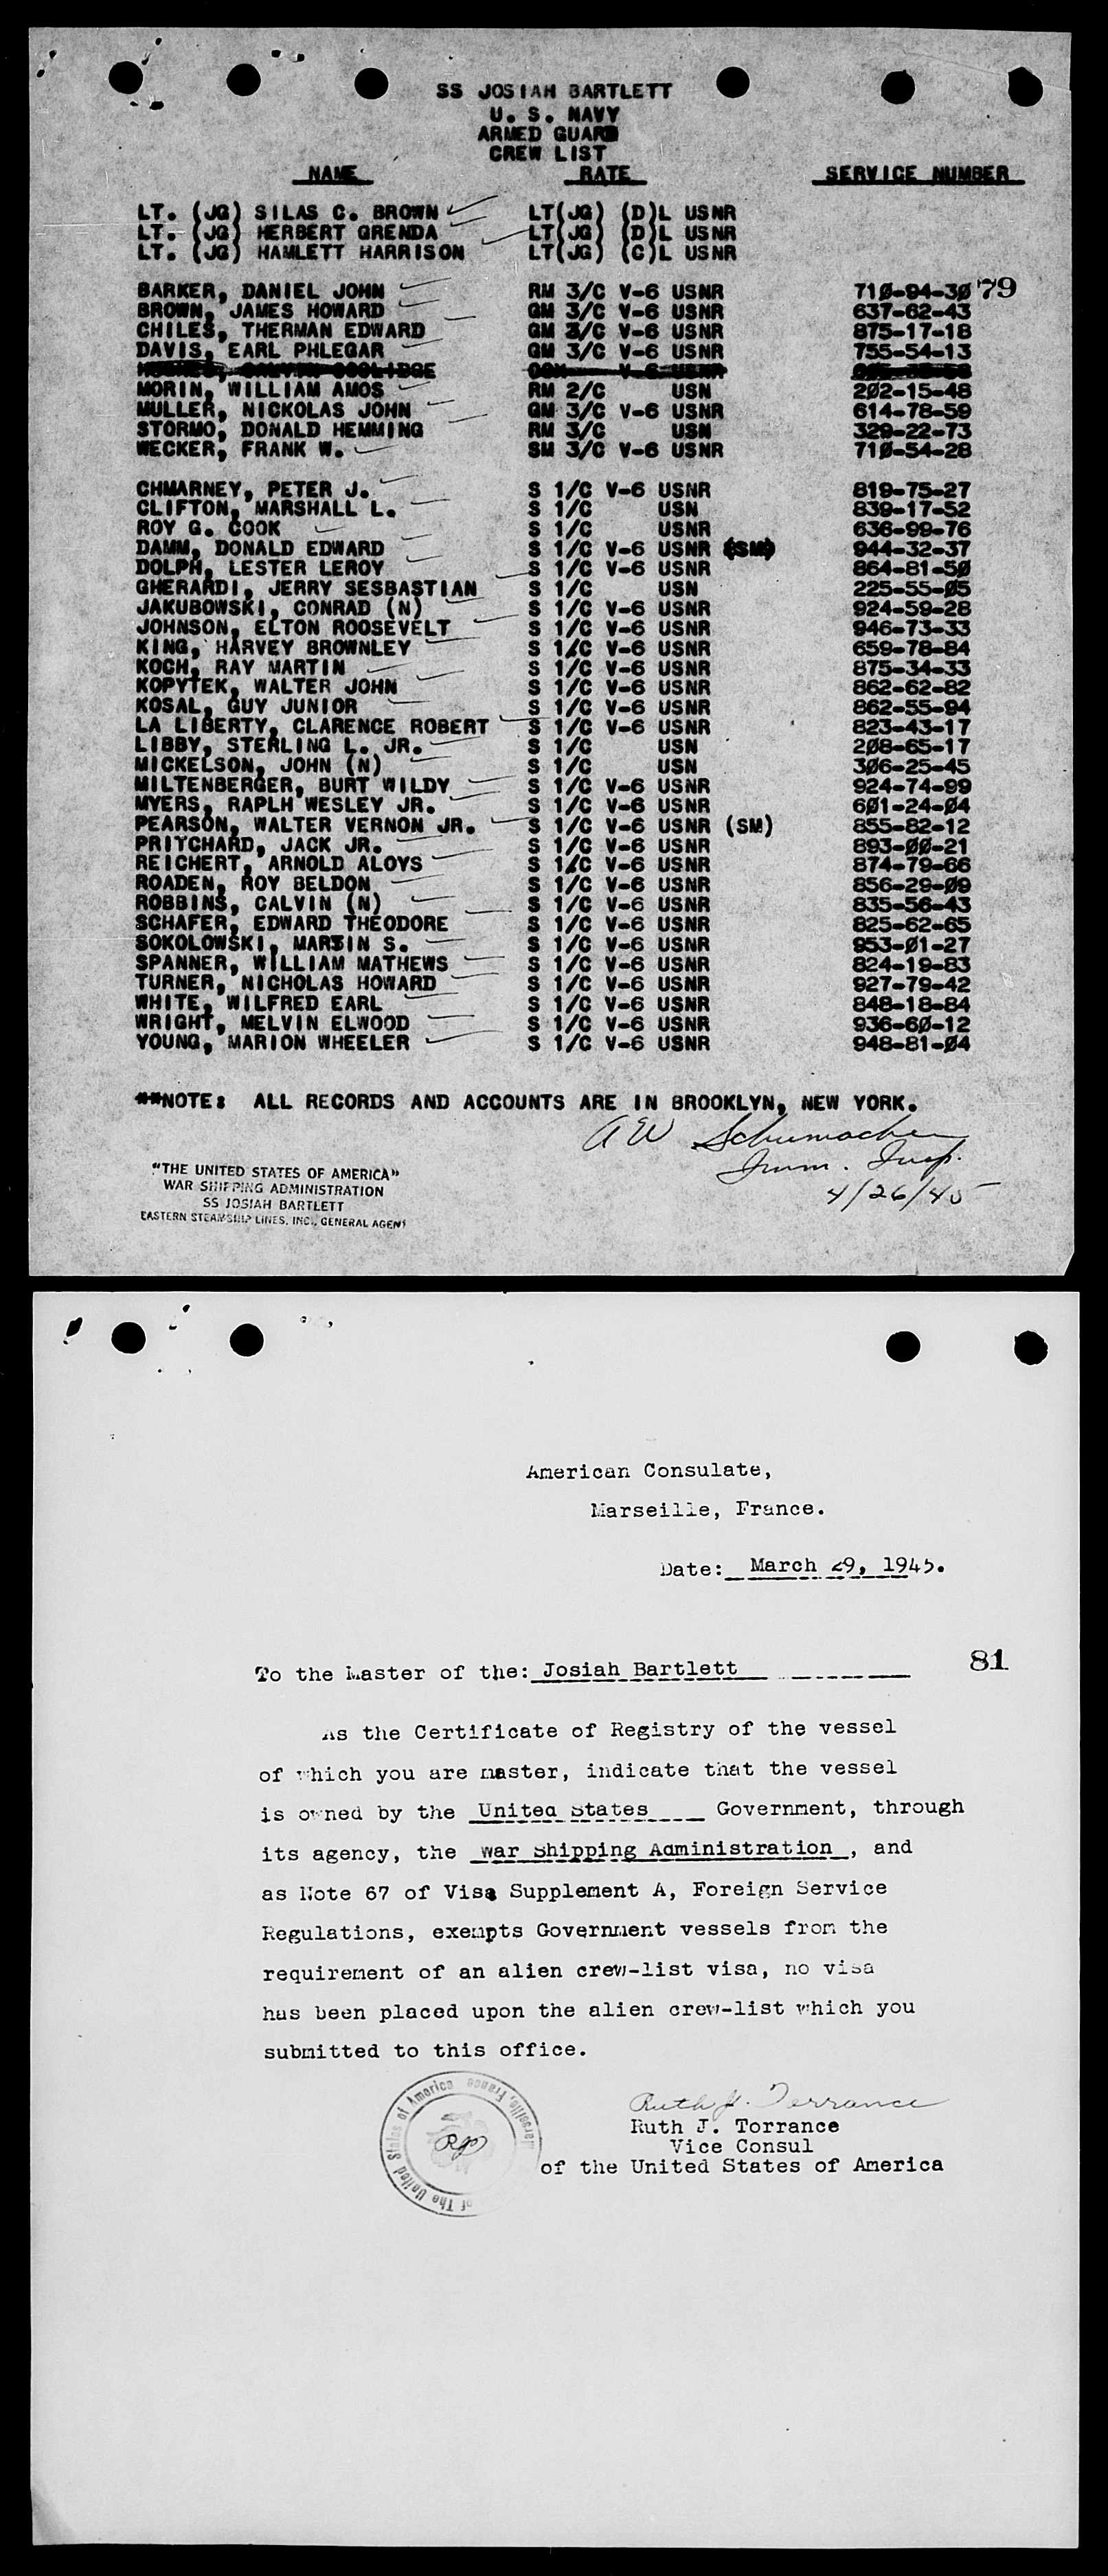 SS JOSIAH BARTLETT
U. S. NAVY
ARMED GUARD
CREW LIST
NAME RATE SERVICE NUMBER
LT. (JG) SILAS C. BROWN LT(JG) (D)L USNR
LT. (JG) HERBERT GRENDA LT(JG) (D)L USNR
LT. (JG) HAMLETT HARRISON LT(JG) (C)L USNR
BARKER, DANIEL JOHN RM 3/C V-6 USNR 710-94-30 79
BROWN, JAMES HOWARD GM 3/C V-6 USNR 637-62-43
CHILES, THERMAN EDWARD GM 3/C V-6 USNR 875-17-18
DAVIS, EARL PHLEGAR GM 3/C V-6 USNR 755-54-13
COOLIDGE V-6 USNR
MORIN, WILLIAM AMOS RM 2/C USN 202-15-48
MULLER, NICKOLAS JOHN GM 3/C V-6 USNR 614-78-59
STORMO, DONALD HEMMING RM 3/C USN 329-22-73
WECKER, FRANK W. SM 3/C V-6 USNR 710-54-28
CHMARNEY, PETER J. S 1/C V-6 USNR 819-75-27
CLIFTON, MARSHALL L. S 1/C USN 839-17-52
ROY G. COOK S 1/C USNR 636-99-76
DAMM, DONALD EDWARD S 1/C V-6 USNR (SM) 944-32-37
DOLPH, LESTER LEROY S 1/C V-6 USNR 864-81-50
GHERARDI, JERRY SESBASTIAN S 1/C USN 225-55-05
JAKUBOWSKI, CONRAD (N) S 1/C V-6 USNR 924-59-28
JOHNSON, ELTON ROOSEVELT S 1/C V-6 USNR 946-73-33
KING, HARVEY BROWNLEY S 1/C V-6 USNR 659-78-84
KOCH, RAY MARTIN S 1/C V-6 USNR 875-34-33
KOPYTEK, WALTER JOHN S 1/C V-6 USNR 862-62-82
KOSAL, GUY JUNIOR S 1/C V-6 USNR 862-55-94
LA LIBERTY, CLARENCE ROBERT S 1/C V-6 USNR 823-43-17
LIBBY, STERLING L. JR. S 1/C USN 208-65-17
MICKELSON, JOHN (N) S 1/C USN 306-25-45
MILTENBERGER, BURT WILDY S 1/C V-6 USNR 924-74-99
MYERS, RAPLH WESLEY JR. S 1/C V-6 USNR 601-24-04
PEARSON, WALTER VERNON JR. S 1/C V-6 USNR (SM) 855-82-12
PRITCHARD, JACK JR. S 1/C V-6 USNR 893-00-21
REICHERT, ARNOLD ALOYS S 1/C V-6 USNR 874-79-66
ROADEN, ROY BELDON S 1/C V-6 USNR 856-29-09
ROBBINS, CALVIN (N) S 1/C V-6 USNR 835-56-43
SCHAFER, EDWARD THEODORE S 1/C V-6 USNR 825-62-65
SOKOLOWSKI, MARTIN S. S 1/C V-6 USNR 953-01-27
SPANNER, WILLIAM MATHEWS S 1/C V-6 USNR 824-19-83
TURNER, NICHOLAS HOWARD S 1/C V-6 USNR 927-79-42
WHITE, WILFRED EARL S 1/C V-6 USNR 848-18-84
WRIGHT, MELVIN ELWOOD S 1/C V-6 USNR 936-60-12
YOUNG, MARION WHEELER S 1/C V-6 USNR 948-81-04
**NOTE: ALL RECORDS AND ACCOUNTS ARE IN BROOKLYN, NEW YORK.
A W Schumacher
Imm. Insp.
4/26/45
"THE UNITED STATES OF AMERICA"
WAR SHIPPING ADMINISTRATION
SS JOSIAH BARTLETT
EASTERN STEAMSHIP LINES, INC., GENERAL AGENT
American Consulate,
Marseille, France.
Date: March 29, 1945.
To the Master of the: Josiah Bartlett 81
As the Certificate of Registry of the vessel
of which you are master, indicate that the vessel
is owned by the United States Government, through
its agency, the War Shipping Administration, and
as Note 67 of Visa Supplement A, Foreign Service
Regulations, exempts Government vessels from the
requirement of an alien crew-list visa, no visa
has been placed upon the alien crew-list which you
submitted to this office.
Ruth J. Torrance
Ruth J. Torrance
Vice Consul
of the United States of America
of The United States of America Marseille, France